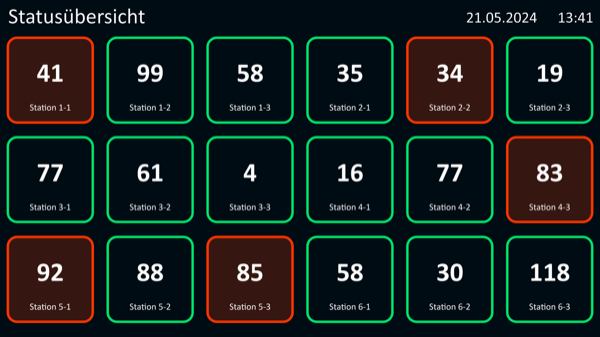 Statusübersicht 21.05.2024 13:41
41 99 58 35 34 19
Station 1-1 Station 1-2 Station 1-3 Station 2-1 Station 2-2 Station 2-3
77 61 4 16 77 83
Station 3-1 Station 3-2 Station 3-3 Station 4-1 Station 4-2 Station 4-3
92 88 85 58 30 118
Station 5-1 Station 5-2 Station 5-3 Station 6-1 Station 6-2 Station 6-3